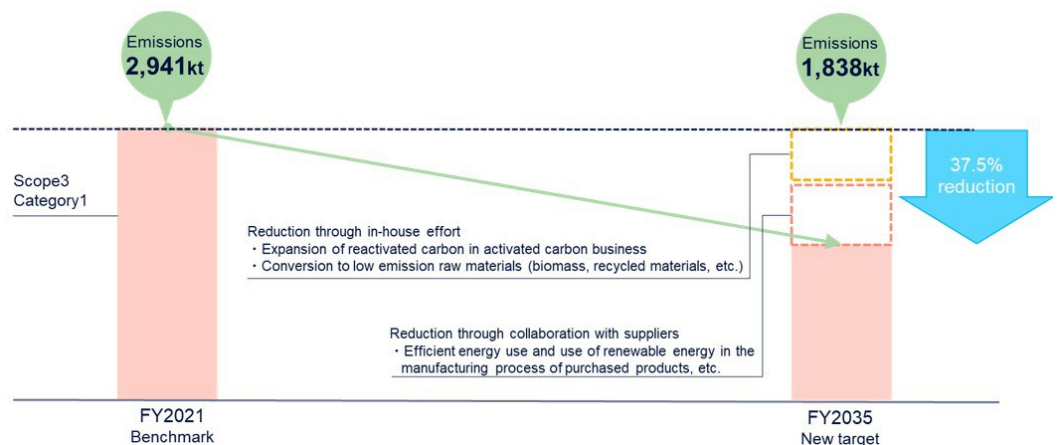 Emissions
2,941kt
Emissions
1,838kt
37.5%
reduction
Scope3
Category1
Reduction through in-house effort
・Expansion of reactivated carbon in activated carbon business
・Conversion to low emission raw materials (biomass, recycled materials, etc.)
Reduction through collaboration with suppliers
・Efficient energy use and use of renewable energy in the
manufacturing process of purchased products, etc.
FY2021
Benchmark
FY2035
New target